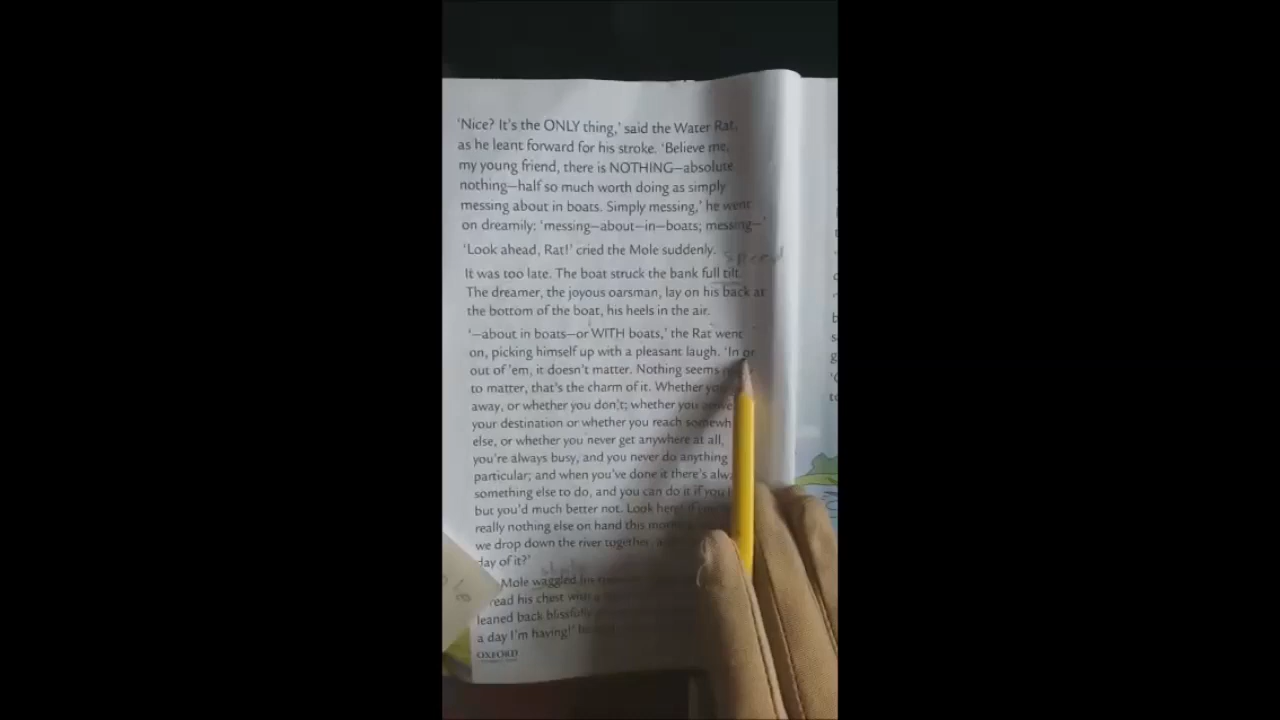 'Nice? It's the ONLY thing,' said the Water Rat,
as he leant forward for his stroke. 'Believe me,
my young friend, there is NOTHING—absolute
nothing—half so much worth doing as simply
messing about in boats. Simply messing,' he went
on dreamily: 'messing—about—in—boats; messing—'
'Look ahead, Rat!' cried the Mole suddenly.
speed
It was too late. The boat struck the bank full tilt.
The dreamer, the joyous oarsman, lay on his back at
the bottom of the boat, his heels in the air.
'—about in boats—or WITH boats,' the Rat went
on, picking himself up with a pleasant laugh. 'In or
out of 'em, it doesn't matter. Nothing seems
to matter, that's the charm of it. Whether you
away, or whether you don't; whether you
your destination or whether you reach
else, or whether you never get anywhere at all,
you're always busy, and you never do anything
particular; and when you've done it there's
something else to do, and you can do it if you
but you'd much better not. Look here!
really nothing else on hand this
we drop down the river together,
day of it?'
Mole waggled his
his chest with
leaned back blissfully
a day I'm having!'
OXFORD